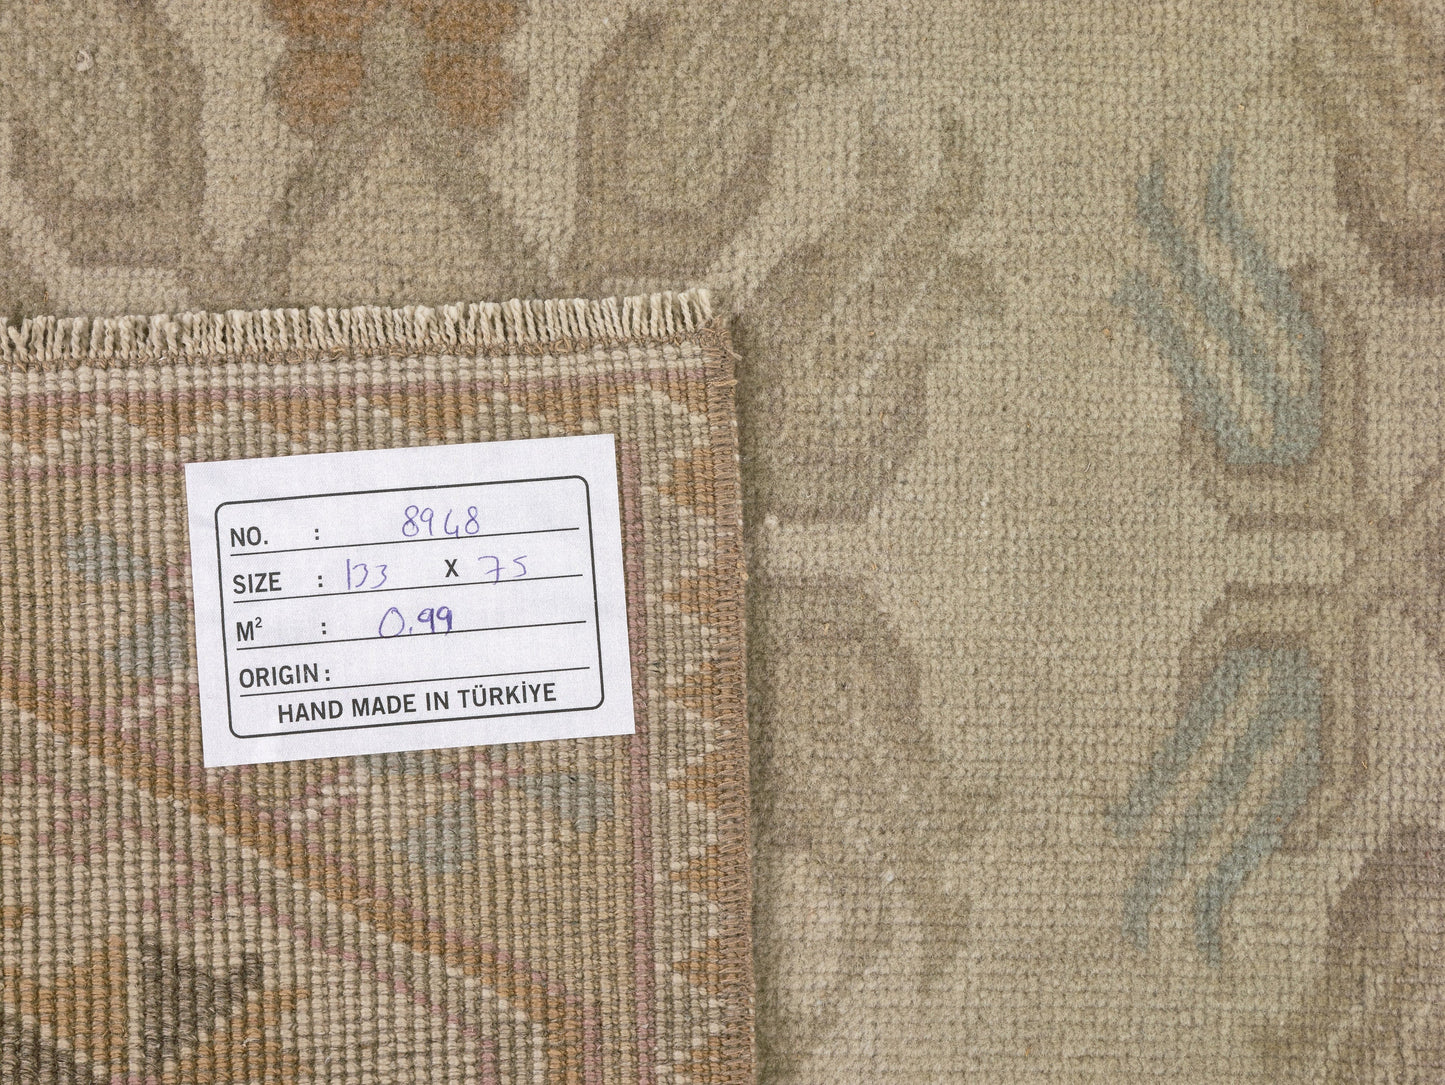 NO. : 8948
SIZE : 133 X 75
M² : 0.99
ORIGIN :
HAND MADE IN TÜRKİYE